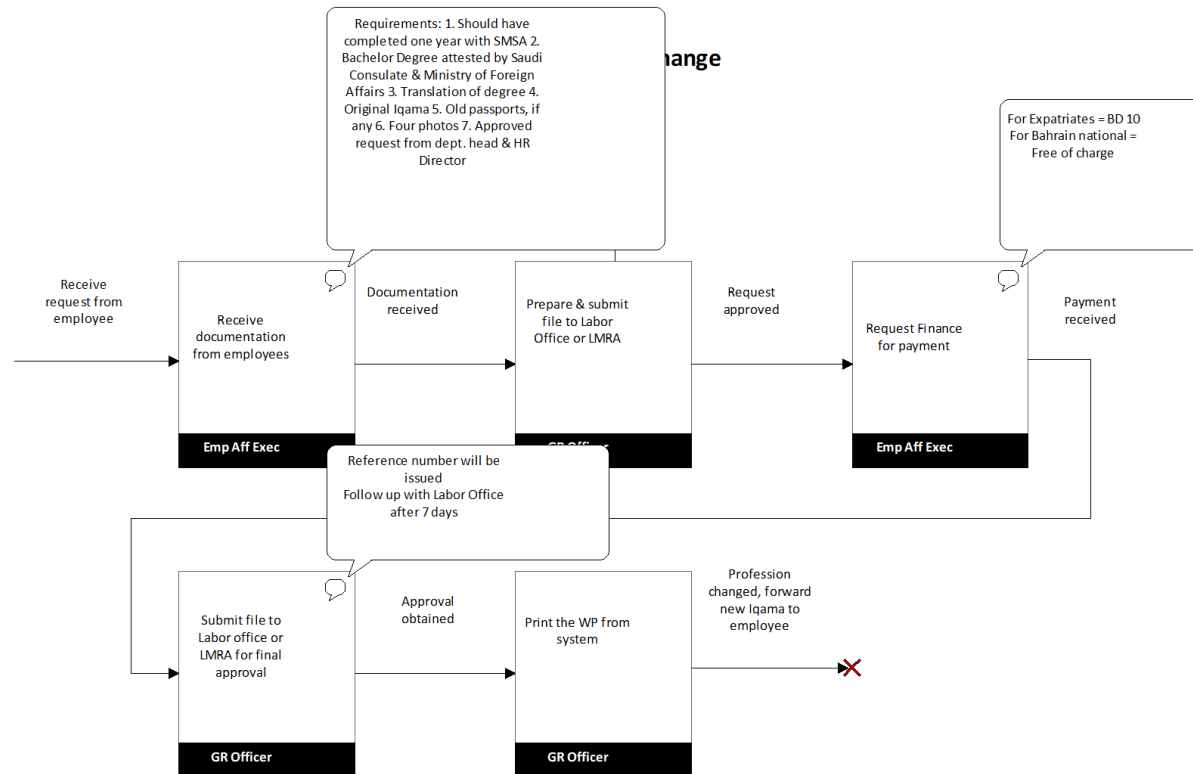 Requirements: 1. Should have
completed one year with SMSA 2.
Bachelor Degree attested by Saudi
Consulate & Ministry of Foreign
Affairs 3. Translation of degree 4.
Original Iqama 5. Old passports, if
any 6. Four photos 7. Approved
request from dept. head & HR
Director
For Expatriates = BD 10
For Bahrain national =
Free of charge
Receive
request from
employee
Receive
documentation
from employees
Emp Aff Exec
Documentation
received
Prepare & submit
file to Labor
Office or LMRA
Request
approved
Request Finance
for payment
Emp Aff Exec
Payment
received
Reference number will be
issued
Follow up with Labor Office
after 7 days
Submit file to
Labor office or
LMRA for final
approval
GR Officer
Approval
obtained
Print the WP from
system
GR Officer
Profession
changed, forward
new Iqama to
employee